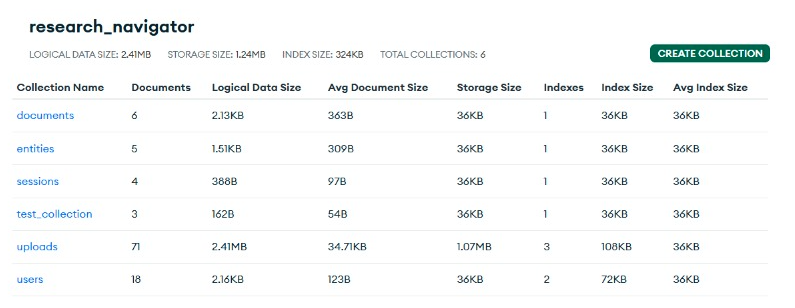 research_navigator
LOGICAL DATA SIZE: 2.41MB STORAGE SIZE: 1.24MB INDEX SIZE: 324KB TOTAL COLLECTIONS: 6 CREATE COLLECTION
Collection Name Documents Logical Data Size Avg Document Size Storage Size Indexes Index Size Avg Index Size
documents 6 2.13KB 363B 36KB 1 36KB 36KB
entities 5 1.51KB 309B 36KB 1 36KB 36KB
sessions 4 388B 97B 36KB 1 36KB 36KB
test_collection 3 162B 54B 36KB 1 36KB 36KB
uploads 71 2.41MB 34.71KB 1.07MB 3 108KB 36KB
users 18 2.16KB 123B 36KB 2 72KB 36KB